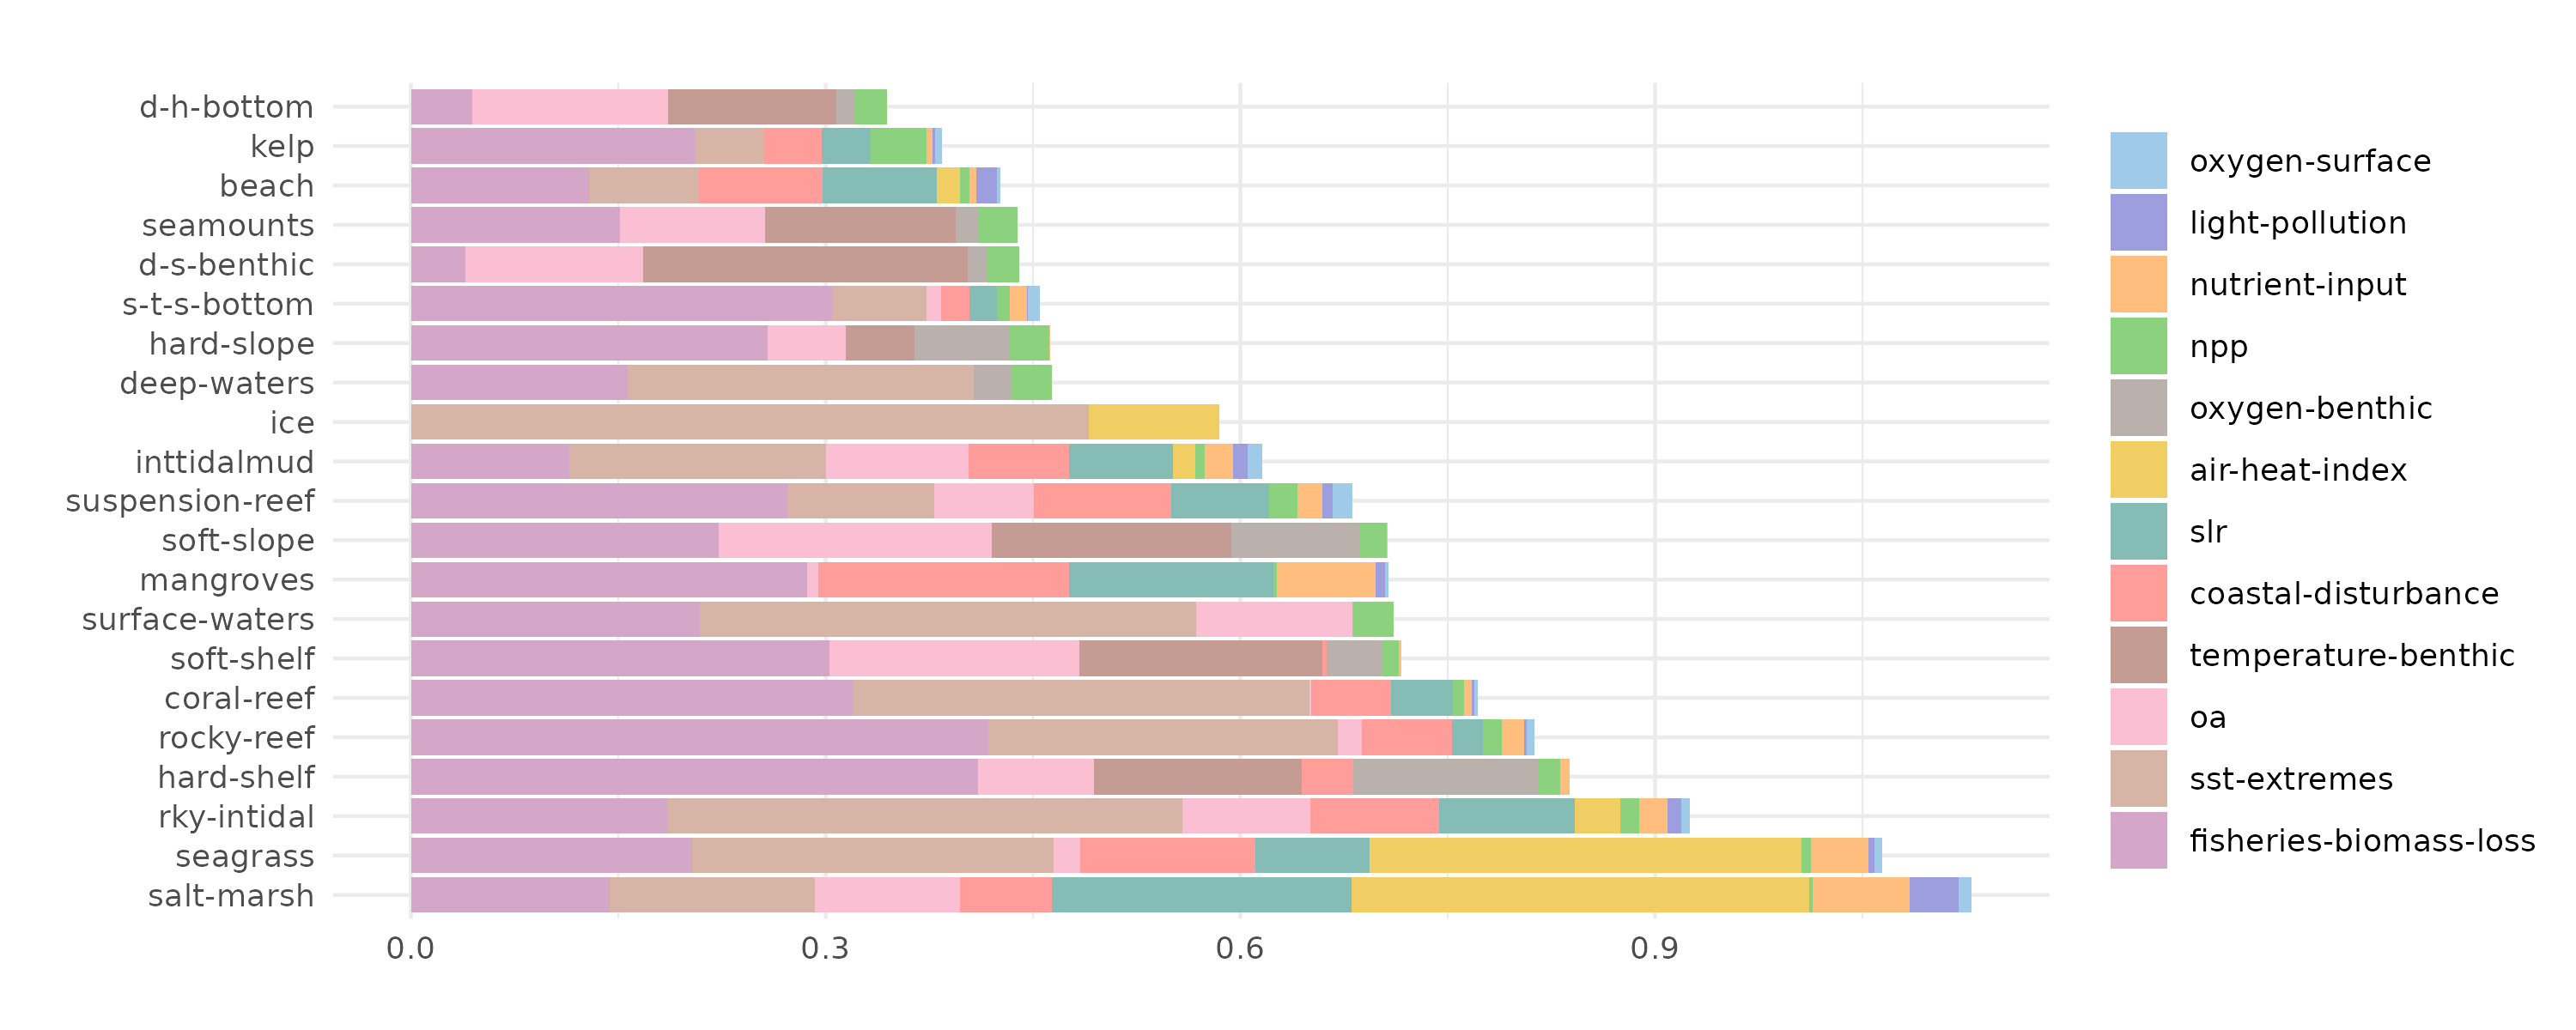 d-h-bottom
kelp
beach
seamounts
d-s-benthic
s-t-s-bottom
hard-slope
deep-waters
ice
inttidalmud
suspension-reef
soft-slope
mangroves
surface-waters
soft-shelf
coral-reef
rocky-reef
hard-shelf
rky-intidal
seagrass
salt-marsh
0.0 0.3 0.6 0.9
oxygen-surface
light-pollution
nutrient-input
npp
oxygen-benthic
air-heat-index
slr
coastal-disturbance
temperature-benthic
oa
sst-extremes
fisheries-biomass-loss